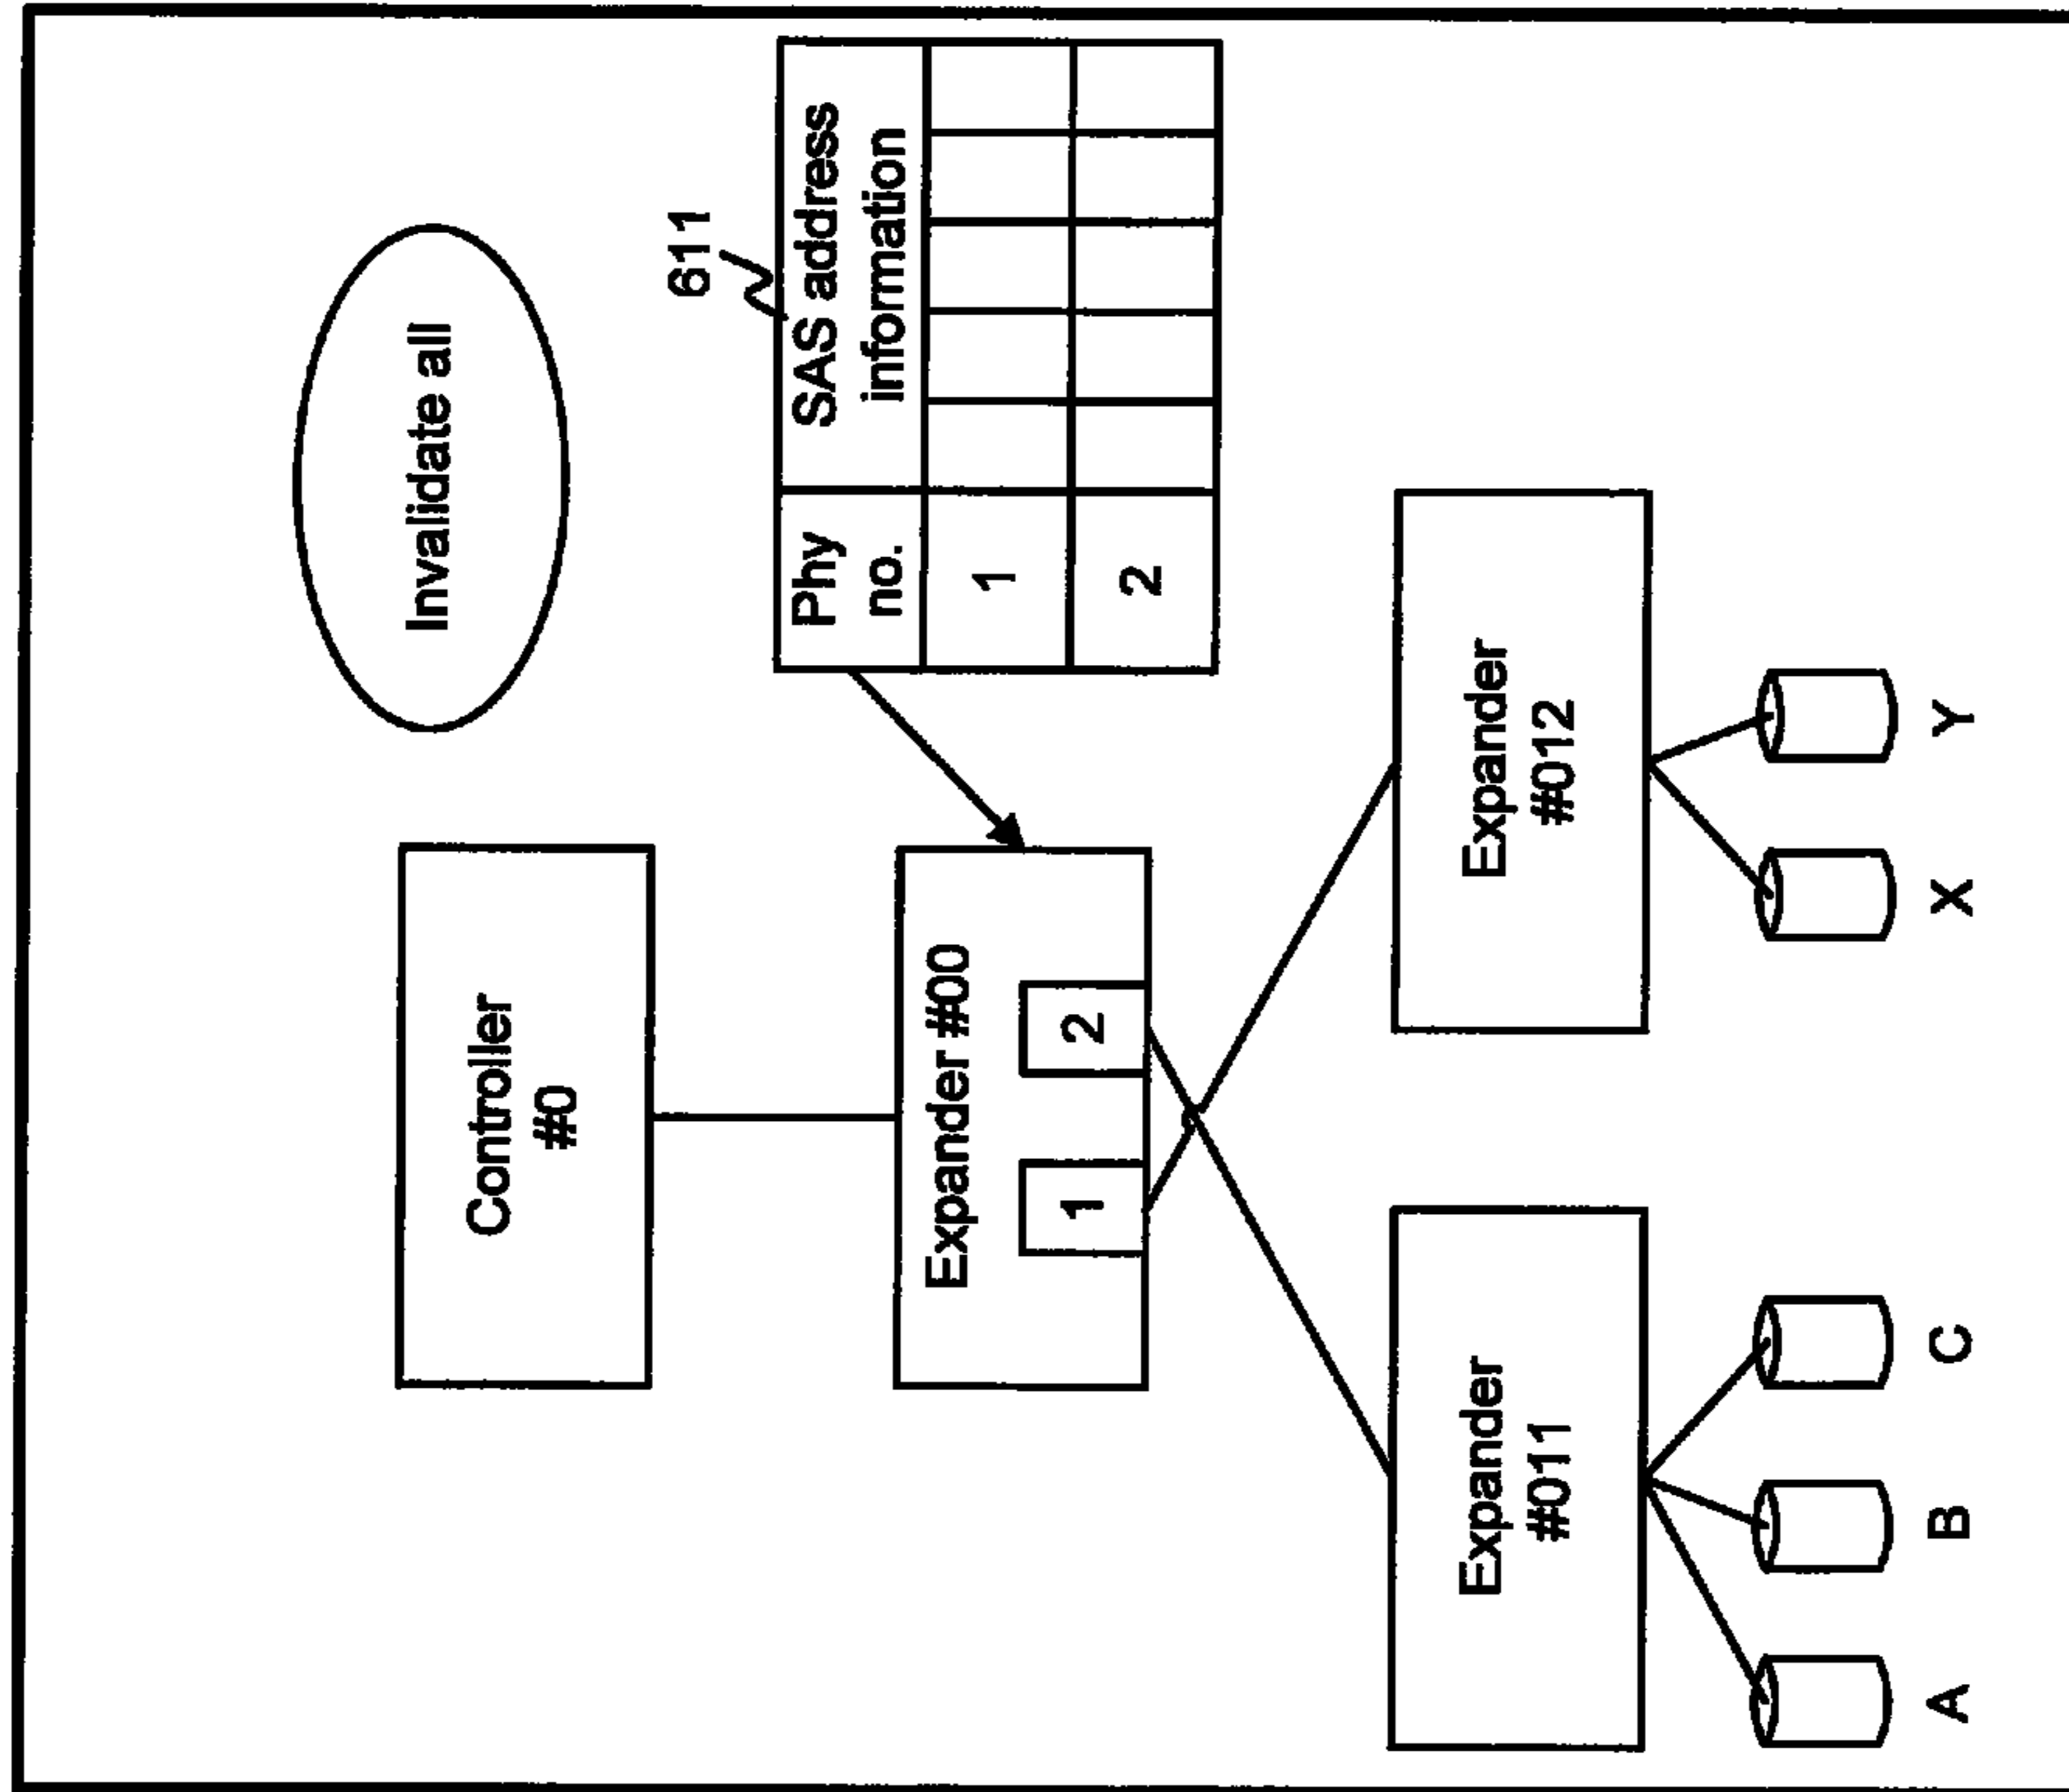 Invalidate all
611
Phy
no.
SAS address
information
1
2
Controller
#0
Expander #00
1
2
Expander
#011
Expander
#012
A
B
C
X
Y